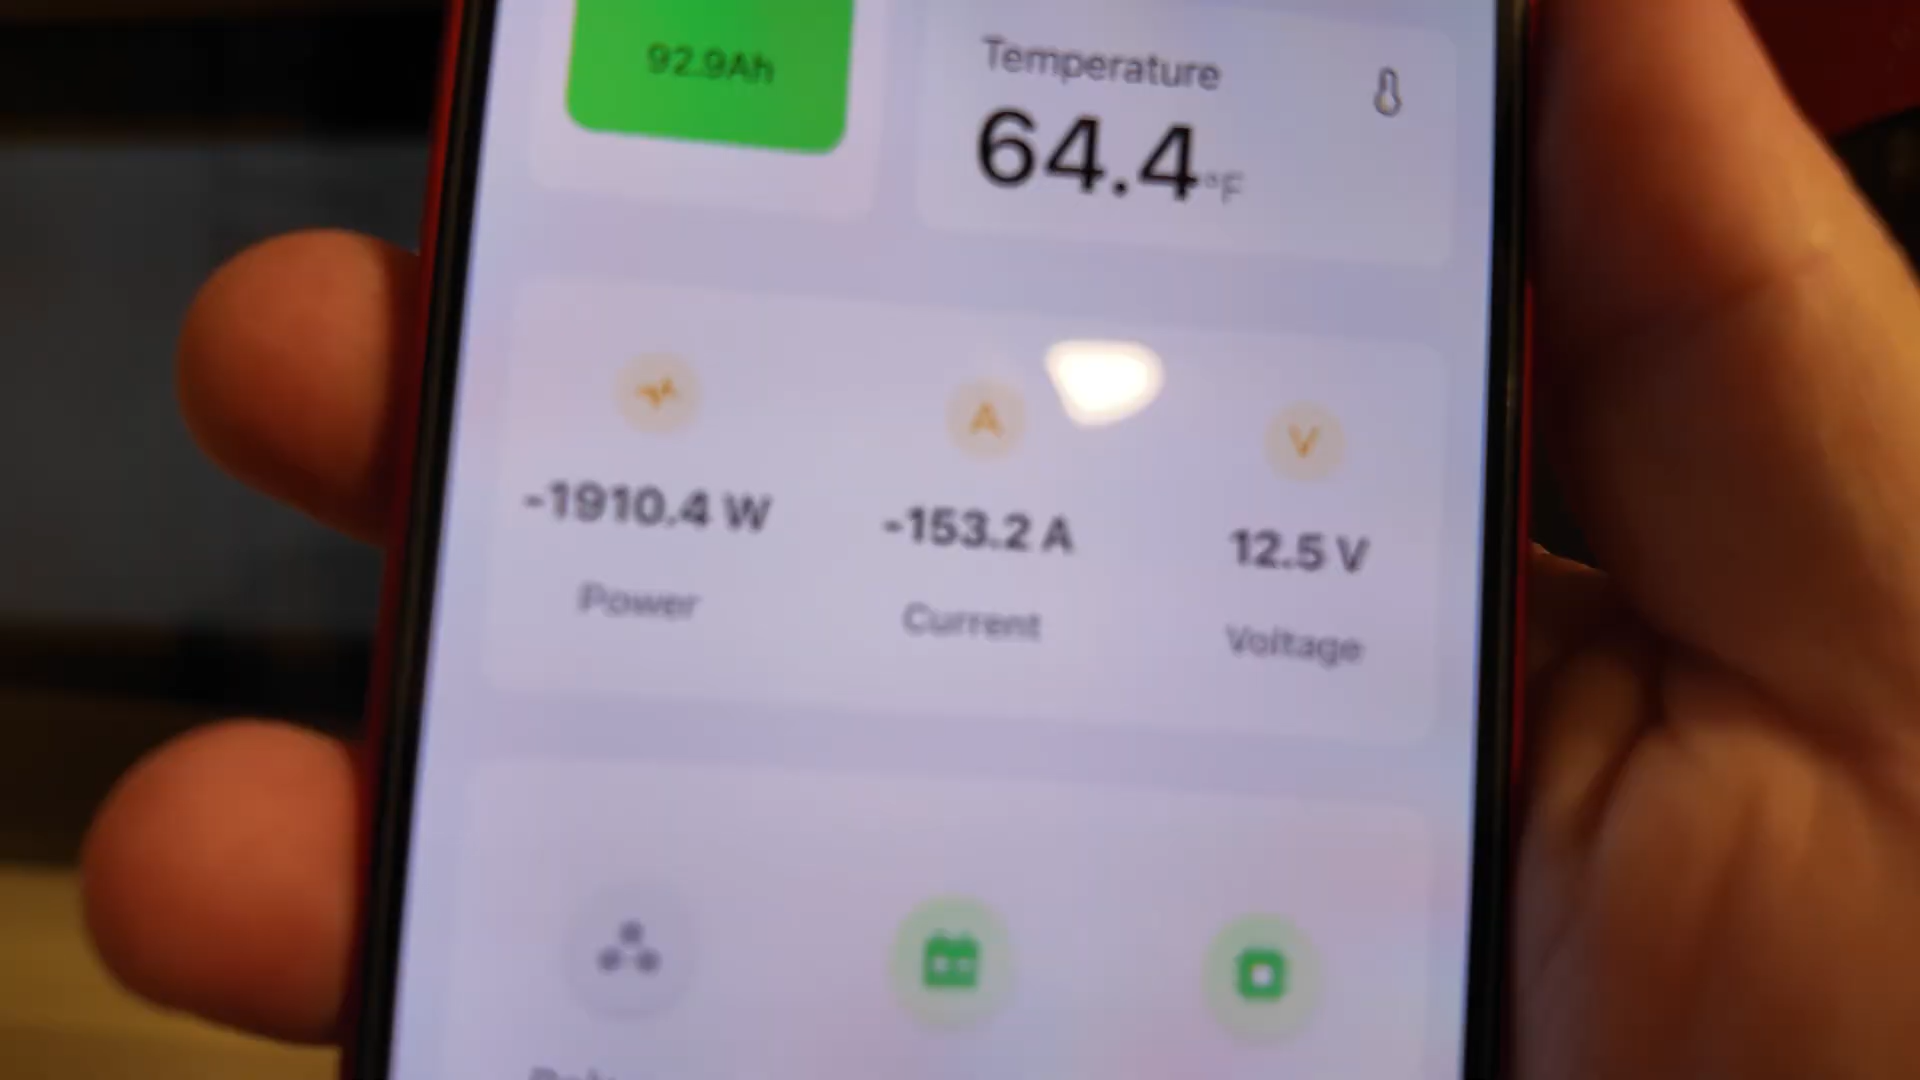 92.9Ah
Temperature
64.4 °F
A
V
-1910.4 W
-153.2 A
12.5 V
Power
Current
Voltage